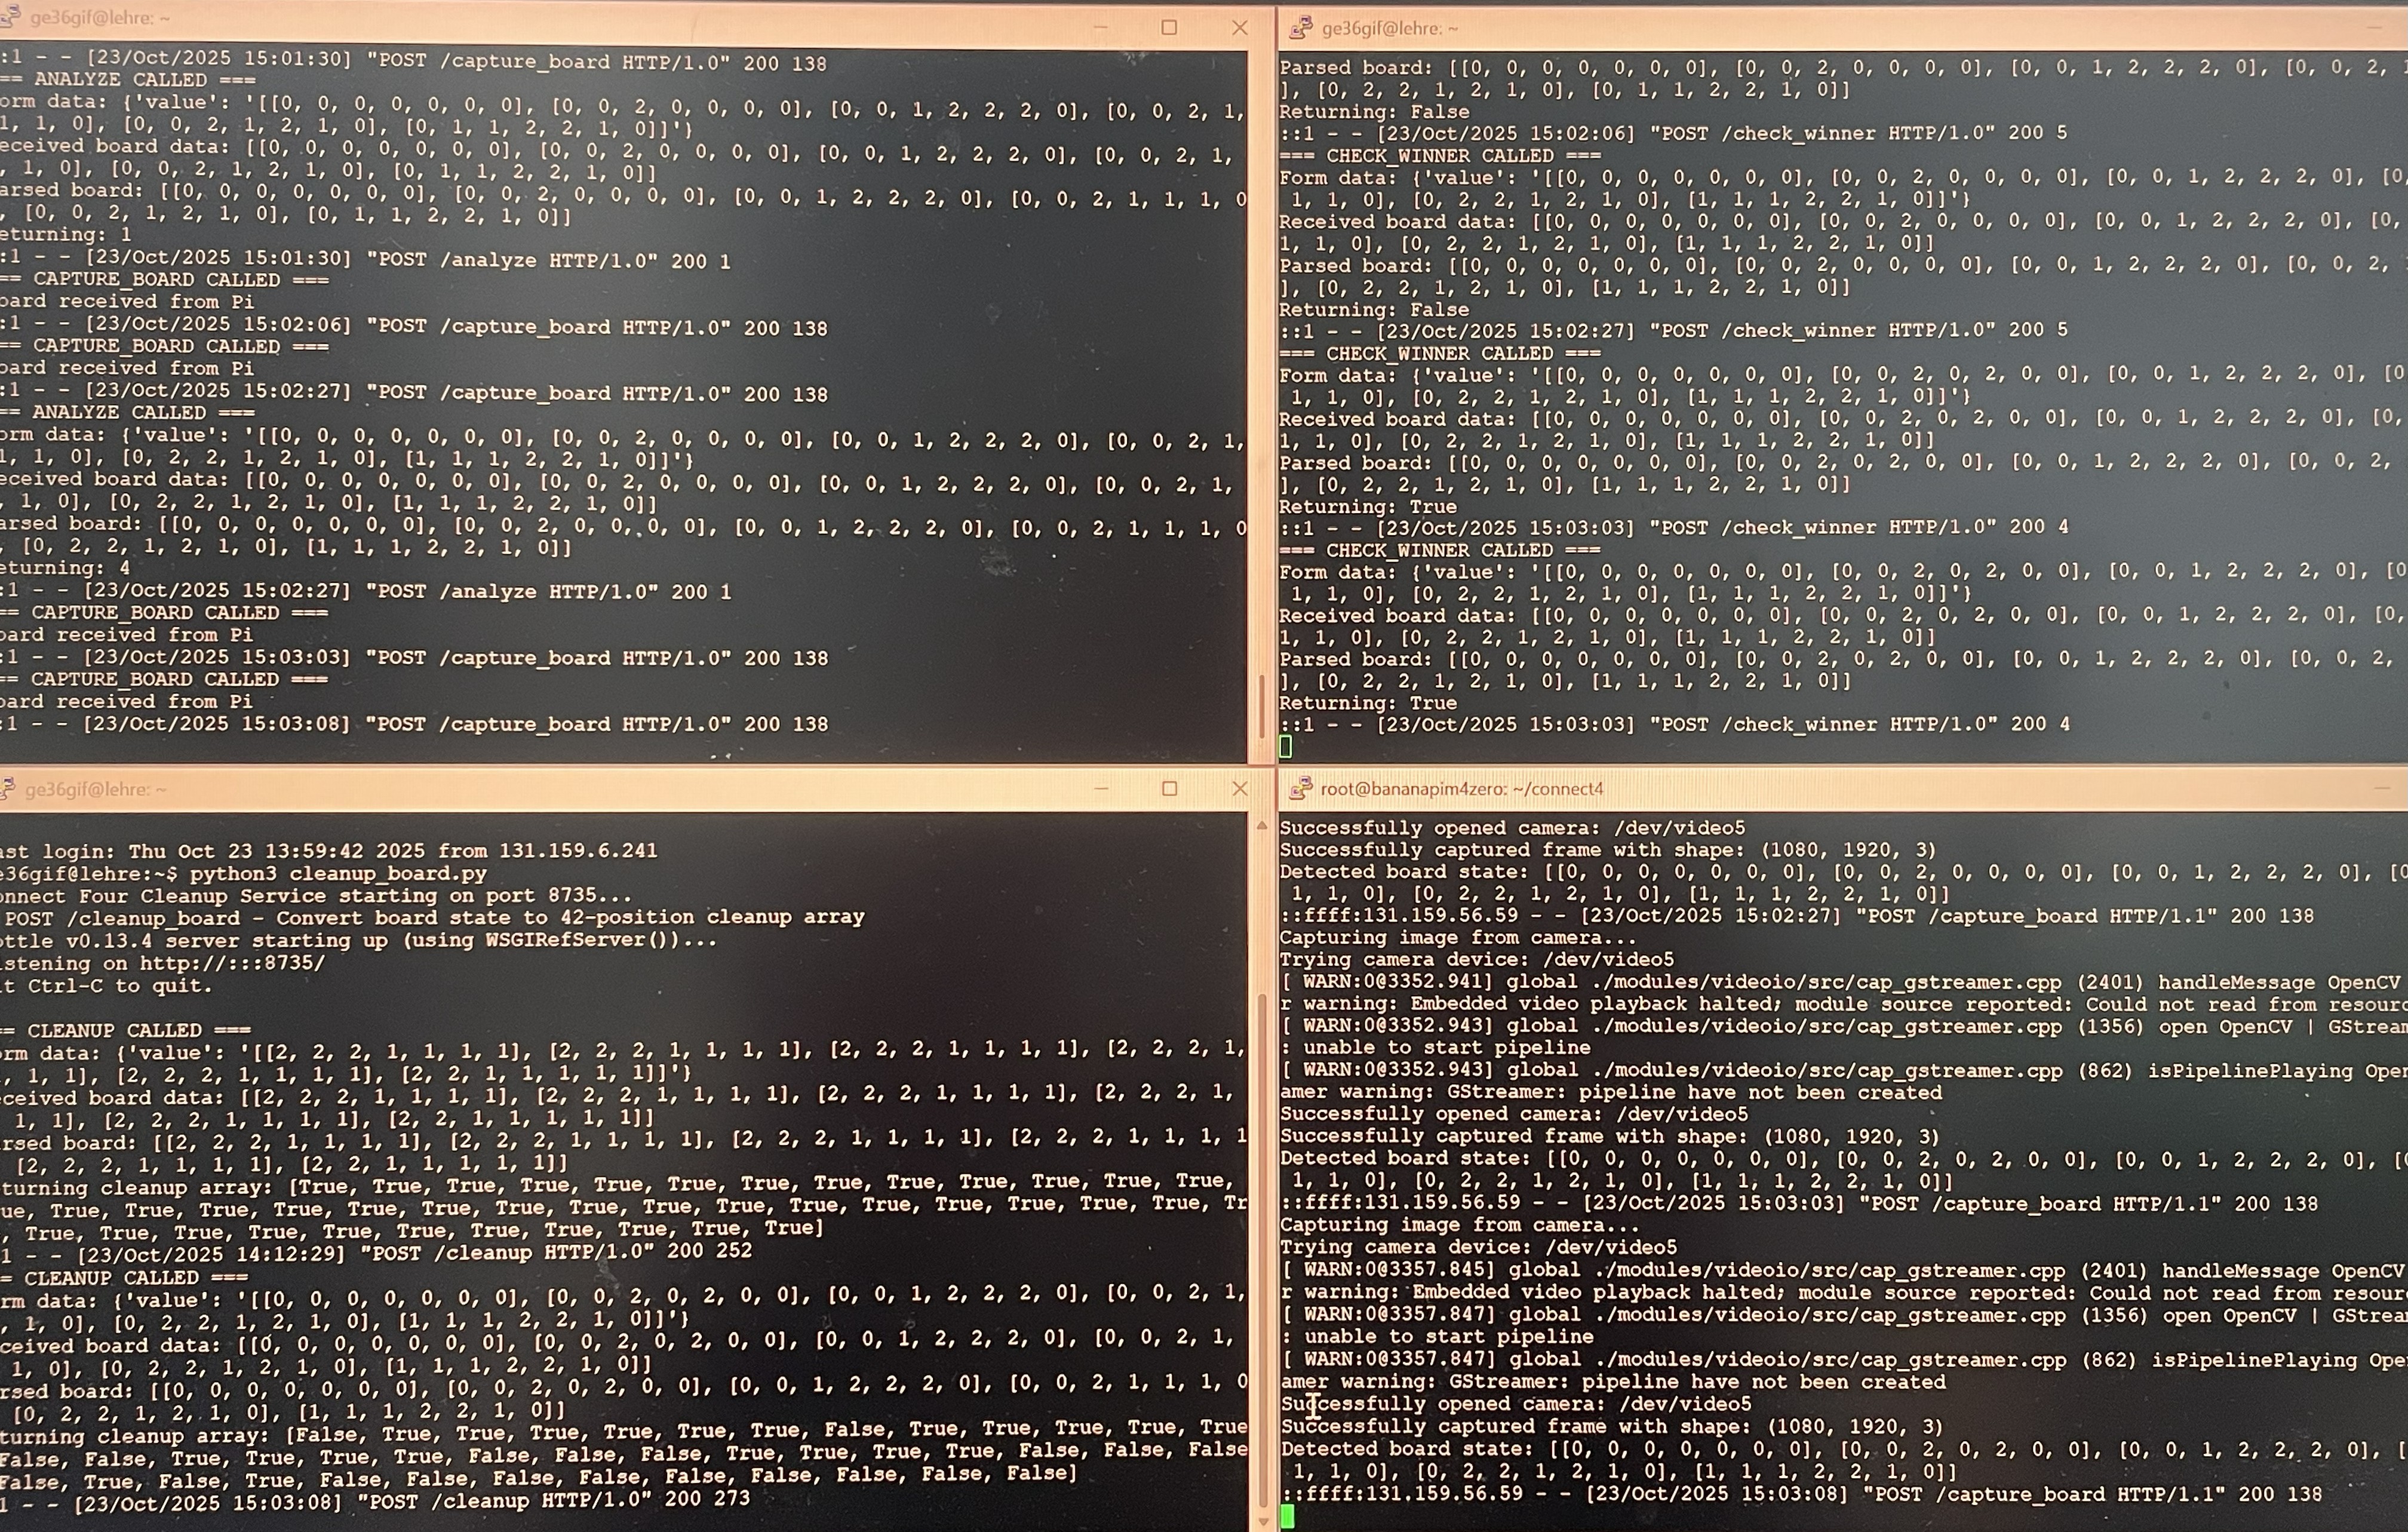 ge36gif@lehre: ~
:1 - - [23/Oct/2025 15:01:30] "POST /capture_board HTTP/1.0" 200 138
== ANALYZE CALLED ===
orm data: {'value': '[[0, 0, 0, 0, 0, 0, 0], [0, 0, 2, 0, 0, 0, 0], [0, 0, 1, 2, 2, 2, 0], [0, 0, 2, 1,
1, 1, 0], [0, 0, 2, 1, 2, 1, 0], [0, 1, 1, 2, 2, 1, 0]]'}
eceived board data: [[0, 0, 0, 0, 0, 0, 0], [0, 0, 2, 0, 0, 0, 0], [0, 0, 1, 2, 2, 2, 0], [0, 0, 2, 1,
, 1, 0], [0, 0, 2, 1, 2, 1, 0], [0, 1, 1, 2, 2, 1, 0]]
arsed board: [[0, 0, 0, 0, 0, 0, 0], [0, 0, 2, 0, 0, 0, 0], [0, 0, 1, 2, 2, 2, 0], [0, 0, 2, 1, 1, 1, 0
, [0, 0, 2, 1, 2, 1, 0], [0, 1, 1, 2, 2, 1, 0]]
eturning: 1
:1 - - [23/Oct/2025 15:01:30] "POST /analyze HTTP/1.0" 200 1
== CAPTURE_BOARD CALLED ===
oard received from Pi
:1 - - [23/Oct/2025 15:02:06] "POST /capture_board HTTP/1.0" 200 138
== CAPTURE_BOARD CALLED ===
oard received from Pi
:1 - - [23/Oct/2025 15:02:27] "POST /capture_board HTTP/1.0" 200 138
== ANALYZE CALLED ===
orm data: {'value': '[[0, 0, 0, 0, 0, 0, 0], [0, 0, 2, 0, 0, 0, 0], [0, 0, 1, 2, 2, 2, 0], [0, 0, 2, 1,
1, 1, 0], [0, 2, 2, 1, 2, 1, 0], [1, 1, 1, 2, 2, 1, 0]]'}
eceived board data: [[0, 0, 0, 0, 0, 0, 0], [0, 0, 2, 0, 0, 0, 0], [0, 0, 1, 2, 2, 2, 0], [0, 0, 2, 1,
, 1, 0], [0, 2, 2, 1, 2, 1, 0], [1, 1, 1, 2, 2, 1, 0]]
arsed board: [[0, 0, 0, 0, 0, 0, 0], [0, 0, 2, 0, 0, 0, 0], [0, 0, 1, 2, 2, 2, 0], [0, 0, 2, 1, 1, 1, 0
, [0, 2, 2, 1, 2, 1, 0], [1, 1, 1, 2, 2, 1, 0]]
eturning: 4
:1 - - [23/Oct/2025 15:02:27] "POST /analyze HTTP/1.0" 200 1
== CAPTURE_BOARD CALLED ===
oard received from Pi
:1 - - [23/Oct/2025 15:03:03] "POST /capture_board HTTP/1.0" 200 138
== CAPTURE_BOARD CALLED ===
oard received from Pi
:1 - - [23/Oct/2025 15:03:08] "POST /capture_board HTTP/1.0" 200 138
ge36gif@lehre: ~
Parsed board: [[0, 0, 0, 0, 0, 0, 0], [0, 0, 2, 0, 0, 0, 0], [0, 0, 1, 2, 2, 2, 0], [0, 0, 2, 1
], [0, 2, 2, 1, 2, 1, 0], [0, 1, 1, 2, 2, 1, 0]]
Returning: False
::1 - - [23/Oct/2025 15:02:06] "POST /check_winner HTTP/1.0" 200 5
=== CHECK_WINNER CALLED ===
Form data: {'value': '[[0, 0, 0, 0, 0, 0, 0], [0, 0, 2, 0, 0, 0, 0], [0, 0, 1, 2, 2, 2, 0], [0,
1, 1, 0], [0, 2, 2, 1, 2, 1, 0], [1, 1, 1, 2, 2, 1, 0]]'}
Received board data: [[0, 0, 0, 0, 0, 0, 0], [0, 0, 2, 0, 0, 0, 0], [0, 0, 1, 2, 2, 2, 0], [0,
1, 1, 0], [0, 2, 2, 1, 2, 1, 0], [1, 1, 1, 2, 2, 1, 0]]
Parsed board: [[0, 0, 0, 0, 0, 0, 0], [0, 0, 2, 0, 0, 0, 0], [0, 0, 1, 2, 2, 2, 0], [0, 0, 2,
], [0, 2, 2, 1, 2, 1, 0], [1, 1, 1, 2, 2, 1, 0]]
Returning: False
::1 - - [23/Oct/2025 15:02:27] "POST /check_winner HTTP/1.0" 200 5
=== CHECK_WINNER CALLED ===
Form data: {'value': '[[0, 0, 0, 0, 0, 0, 0], [0, 0, 2, 0, 2, 0, 0], [0, 0, 1, 2, 2, 2, 0], [0
1, 1, 0], [0, 2, 2, 1, 2, 1, 0], [1, 1, 1, 2, 2, 1, 0]]'}
Received board data: [[0, 0, 0, 0, 0, 0, 0], [0, 0, 2, 0, 2, 0, 0], [0, 0, 1, 2, 2, 2, 0], [0,
1, 1, 0], [0, 2, 2, 1, 2, 1, 0], [1, 1, 1, 2, 2, 1, 0]]
Parsed board: [[0, 0, 0, 0, 0, 0, 0], [0, 0, 2, 0, 2, 0, 0], [0, 0, 1, 2, 2, 2, 0], [0, 0, 2,
], [0, 2, 2, 1, 2, 1, 0], [1, 1, 1, 2, 2, 1, 0]]
Returning: True
::1 - - [23/Oct/2025 15:03:03] "POST /check_winner HTTP/1.0" 200 4
=== CHECK_WINNER CALLED ===
Form data: {'value': '[[0, 0, 0, 0, 0, 0, 0], [0, 0, 2, 0, 2, 0, 0], [0, 0, 1, 2, 2, 2, 0], [0
1, 1, 0], [0, 2, 2, 1, 2, 1, 0], [1, 1, 1, 2, 2, 1, 0]]'}
Received board data: [[0, 0, 0, 0, 0, 0, 0], [0, 0, 2, 0, 2, 0, 0], [0, 0, 1, 2, 2, 2, 0], [0,
1, 1, 0], [0, 2, 2, 1, 2, 1, 0], [1, 1, 1, 2, 2, 1, 0]]
Parsed board: [[0, 0, 0, 0, 0, 0, 0], [0, 0, 2, 0, 2, 0, 0], [0, 0, 1, 2, 2, 2, 0], [0, 0, 2,
], [0, 2, 2, 1, 2, 1, 0], [1, 1, 1, 2, 2, 1, 0]]
Returning: True
::1 - - [23/Oct/2025 15:03:03] "POST /check_winner HTTP/1.0" 200 4
ge36gif@lehre: ~
ast login: Thu Oct 23 13:59:42 2025 from 131.159.6.241
e36gif@lehre:~$ python3 cleanup_board.py
onnect Four Cleanup Service starting on port 8735...
POST /cleanup_board - Convert board state to 42-position cleanup array
ottle v0.13.4 server starting up (using WSGIRefServer())...
istening on http://:::8735/
it Ctrl-C to quit.
== CLEANUP CALLED ===
rm data: {'value': '[[2, 2, 2, 1, 1, 1, 1], [2, 2, 2, 1, 1, 1, 1], [2, 2, 2, 1, 1, 1, 1], [2, 2, 2, 1,
, 1, 1], [2, 2, 2, 1, 1, 1, 1], [2, 2, 1, 1, 1, 1, 1]]'}
ceived board data: [[2, 2, 2, 1, 1, 1, 1], [2, 2, 2, 1, 1, 1, 1], [2, 2, 2, 1, 1, 1, 1], [2, 2, 2, 1,
1, 1], [2, 2, 2, 1, 1, 1, 1], [2, 2, 1, 1, 1, 1, 1]]
rsed board: [[2, 2, 2, 1, 1, 1, 1], [2, 2, 2, 1, 1, 1, 1], [2, 2, 2, 1, 1, 1, 1], [2, 2, 2, 1, 1, 1, 1
[2, 2, 2, 1, 1, 1, 1], [2, 2, 1, 1, 1, 1, 1]]
turning cleanup array: [True, True, True, True, True, True, True, True, True, True, True, True, True,
ue, True, True, True, True, True, True, True, True, True, True, True, True, True, True, True, True, Tr
, True, True, True, True, True, True, True, True, True, True, True]
1 - - [23/Oct/2025 14:12:29] "POST /cleanup HTTP/1.0" 200 252
= CLEANUP CALLED ===
rm data: {'value': '[[0, 0, 0, 0, 0, 0, 0], [0, 0, 2, 0, 2, 0, 0], [0, 0, 1, 2, 2, 2, 0], [0, 0, 2, 1,
, 1, 0], [0, 2, 2, 1, 2, 1, 0], [1, 1, 1, 2, 2, 1, 0]]'}
ceived board data: [[0, 0, 0, 0, 0, 0, 0], [0, 0, 2, 0, 2, 0, 0], [0, 0, 1, 2, 2, 2, 0], [0, 0, 2, 1,
1, 0], [0, 2, 2, 1, 2, 1, 0], [1, 1, 1, 2, 2, 1, 0]]
rsed board: [[0, 0, 0, 0, 0, 0, 0], [0, 0, 2, 0, 2, 0, 0], [0, 0, 1, 2, 2, 2, 0], [0, 0, 2, 1, 1, 1, 0
[0, 2, 2, 1, 2, 1, 0], [1, 1, 1, 2, 2, 1, 0]]
turning cleanup array: [False, True, True, True, True, True, True, False, True, True, True, True, True
False, False, True, True, True, True, False, False, False, True, True, True, True, False, False, False
False, True, False, True, False, False, False, False, False, False, False, False]
1 - - [23/Oct/2025 15:03:08] "POST /cleanup HTTP/1.0" 200 273
root@bananapim4zero: ~/connect4
Successfully opened camera: /dev/video5
Successfully captured frame with shape: (1080, 1920, 3)
Detected board state: [[0, 0, 0, 0, 0, 0, 0], [0, 0, 2, 0, 0, 0, 0], [0, 0, 1, 2, 2, 2, 0], [0
1, 1, 0], [0, 2, 2, 1, 2, 1, 0], [1, 1, 1, 2, 2, 1, 0]]
::ffff:131.159.56.59 - - [23/Oct/2025 15:02:27] "POST /capture_board HTTP/1.1" 200 138
Capturing image from camera...
Trying camera device: /dev/video5
[ WARN:0@3352.941] global ./modules/videoio/src/cap_gstreamer.cpp (2401) handleMessage OpenCV
r warning: Embedded video playback halted; module source reported: Could not read from resourc
[ WARN:0@3352.943] global ./modules/videoio/src/cap_gstreamer.cpp (1356) open OpenCV | GStream
: unable to start pipeline
[ WARN:0@3352.943] global ./modules/videoio/src/cap_gstreamer.cpp (862) isPipelinePlaying Open
amer warning: GStreamer: pipeline have not been created
Successfully opened camera: /dev/video5
Successfully captured frame with shape: (1080, 1920, 3)
Detected board state: [[0, 0, 0, 0, 0, 0, 0], [0, 0, 2, 0, 2, 0, 0], [0, 0, 1, 2, 2, 2, 0], [0
1, 1, 0], [0, 2, 2, 1, 2, 1, 0], [1, 1, 1, 2, 2, 1, 0]]
::ffff:131.159.56.59 - - [23/Oct/2025 15:03:03] "POST /capture_board HTTP/1.1" 200 138
Capturing image from camera...
Trying camera device: /dev/video5
[ WARN:0@3357.845] global ./modules/videoio/src/cap_gstreamer.cpp (2401) handleMessage OpenCV
r warning: Embedded video playback halted; module source reported: Could not read from resour
[ WARN:0@3357.847] global ./modules/videoio/src/cap_gstreamer.cpp (1356) open OpenCV | GStrea
: unable to start pipeline
[ WARN:0@3357.847] global ./modules/videoio/src/cap_gstreamer.cpp (862) isPipelinePlaying Ope
amer warning: GStreamer: pipeline have not been created
Successfully opened camera: /dev/video5
Successfully captured frame with shape: (1080, 1920, 3)
Detected board state: [[0, 0, 0, 0, 0, 0, 0], [0, 0, 2, 0, 2, 0, 0], [0, 0, 1, 2, 2, 2, 0], [
1, 1, 0], [0, 2, 2, 1, 2, 1, 0], [1, 1, 1, 2, 2, 1, 0]]
::ffff:131.159.56.59 - - [23/Oct/2025 15:03:08] "POST /capture_board HTTP/1.1" 200 138